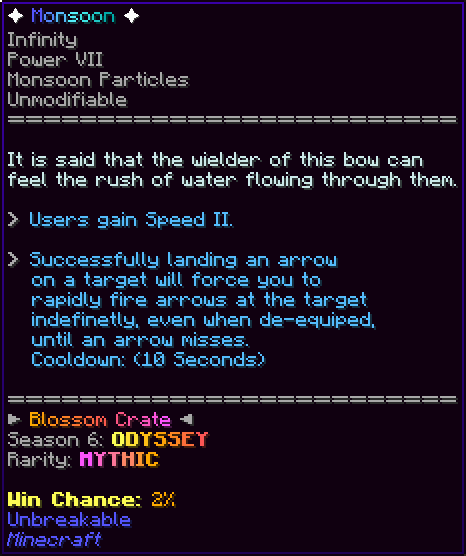 ✦ Monsoon ✦
Infinity
Power VII
Monsoon Particles
Unmodifiable
==================================
It is said that the wielder of this bow can
feel the rush of water flowing through them.
> Users gain Speed II.
> Successfully landing an arrow
on a target will force you to
rapidly fire arrows at the target
indefinetly, even when de-equiped,
until an arrow misses.
Cooldown: (10 Seconds)
==================================
► Blossom Crate ◄
Season 6: ODYSSEY
Rarity: MYTHIC
Win Chance: 2%
Unbreakable
Minecraft